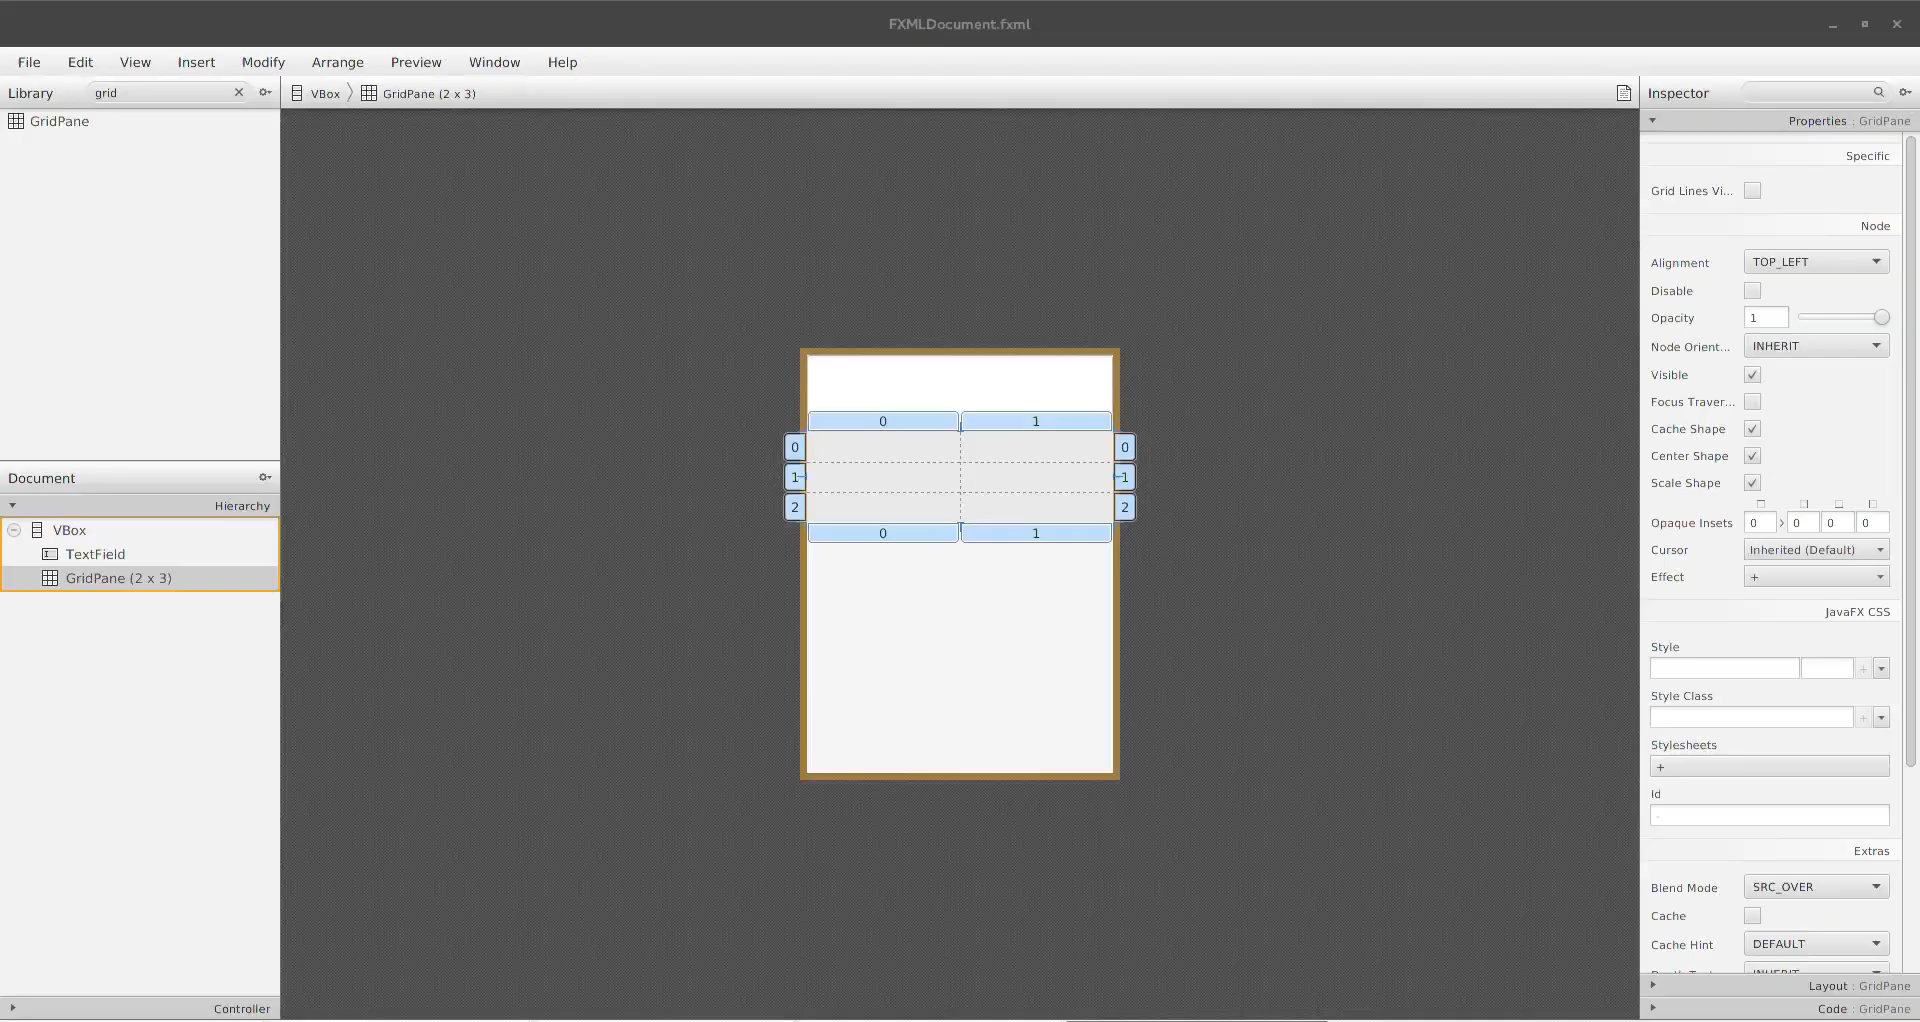 FXMLDocument.fxml
File Edit View Insert Modify Arrange Preview Window Help
Library grid
GridPane
VBox GridPane (2 x 3)
0 1
0 0
1 1
2 2
0 1
Document
Hierarchy
VBox
TextField
GridPane (2 x 3)
Controller
Inspector
Properties : GridPane
Specific
Grid Lines Vi...
Node
Alignment TOP_LEFT
Disable
Opacity 1
Node Orient... INHERIT
Visible
Focus Traver...
Cache Shape
Center Shape
Scale Shape
Opaque Insets 0 0 0 0
Cursor Inherited (Default)
Effect +
JavaFX CSS
Style
+
Style Class
+
Stylesheets
+
Id
Extras
Blend Mode SRC_OVER
Cache
Cache Hint DEFAULT
Layout : GridPane
Code : GridPane